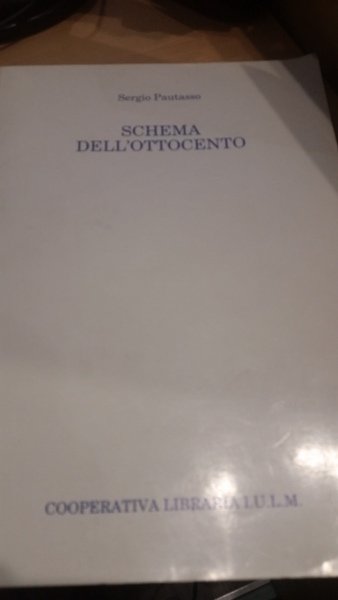 Sergio Pautasso
SCHEMA
DELL'OTTOCENTO
COOPERATIVA LIBRARIA I.U.L.M.